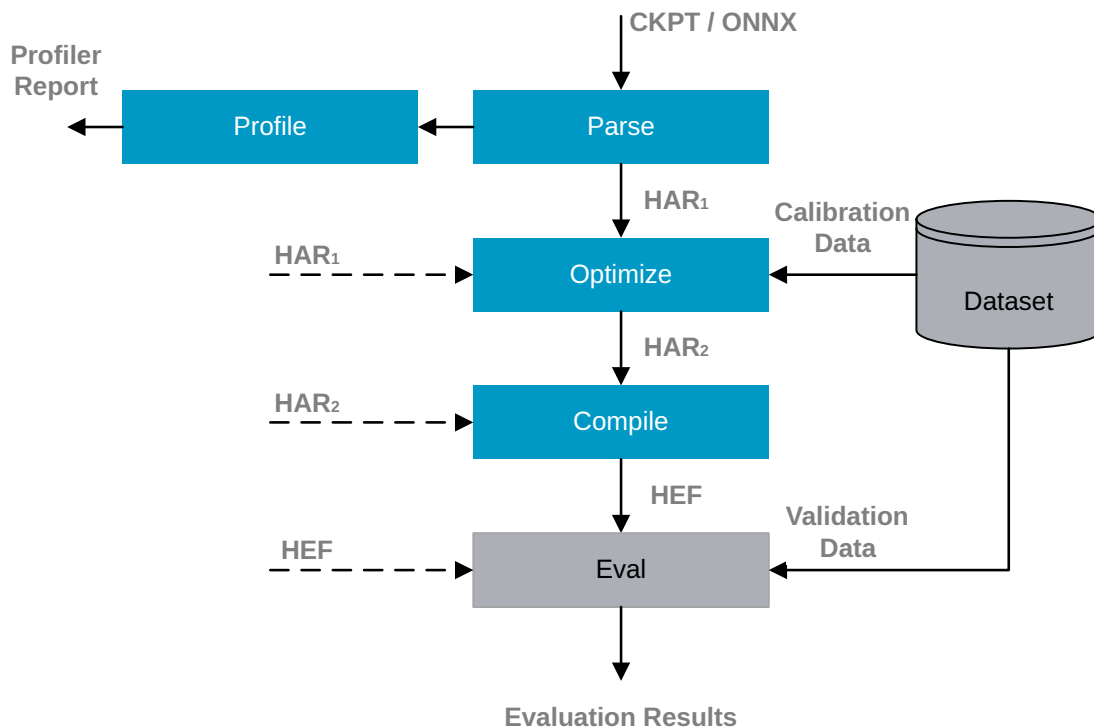 CKPT / ONNX
Profiler
Report
Profile
Parse
HAR₁
Calibration
Data
HAR₁
Optimize
Dataset
HAR₂
HAR₂
Compile
HEF
Validation
Data
HEF
Eval
Evaluation Results